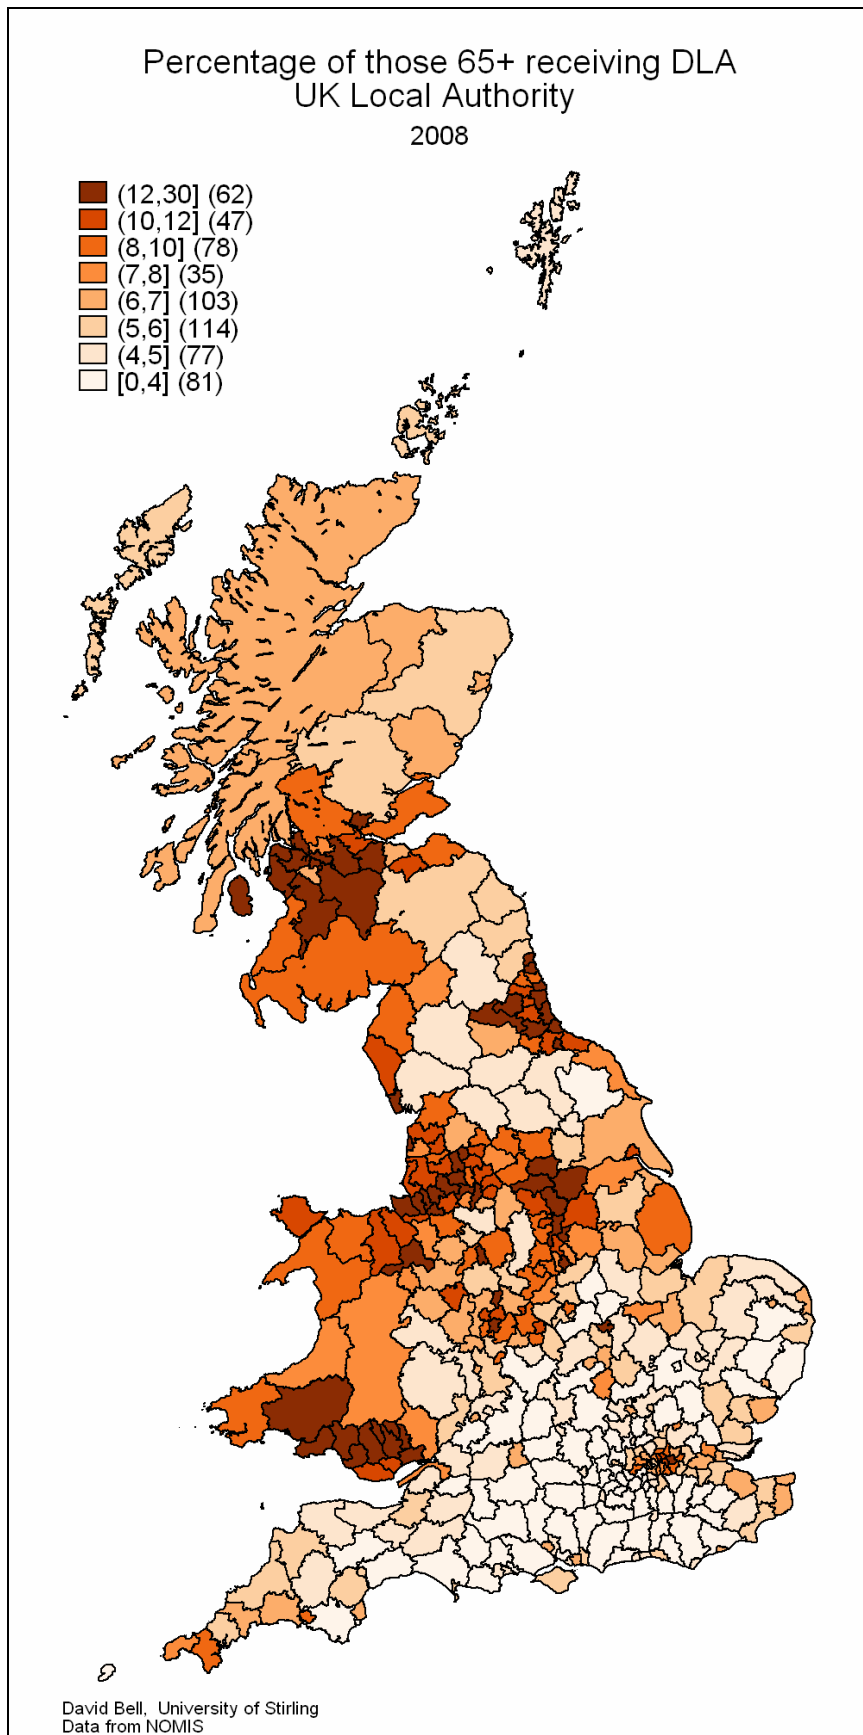 Percentage of those 65+ receiving DLA
UK Local Authority
2008
(12,30] (62)
(10,12] (47)
(8,10] (78)
(7,8] (35)
(6,7] (103)
(5,6] (114)
(4,5] (77)
[0,4] (81)
David Bell, University of Stirling
Data from NOMIS